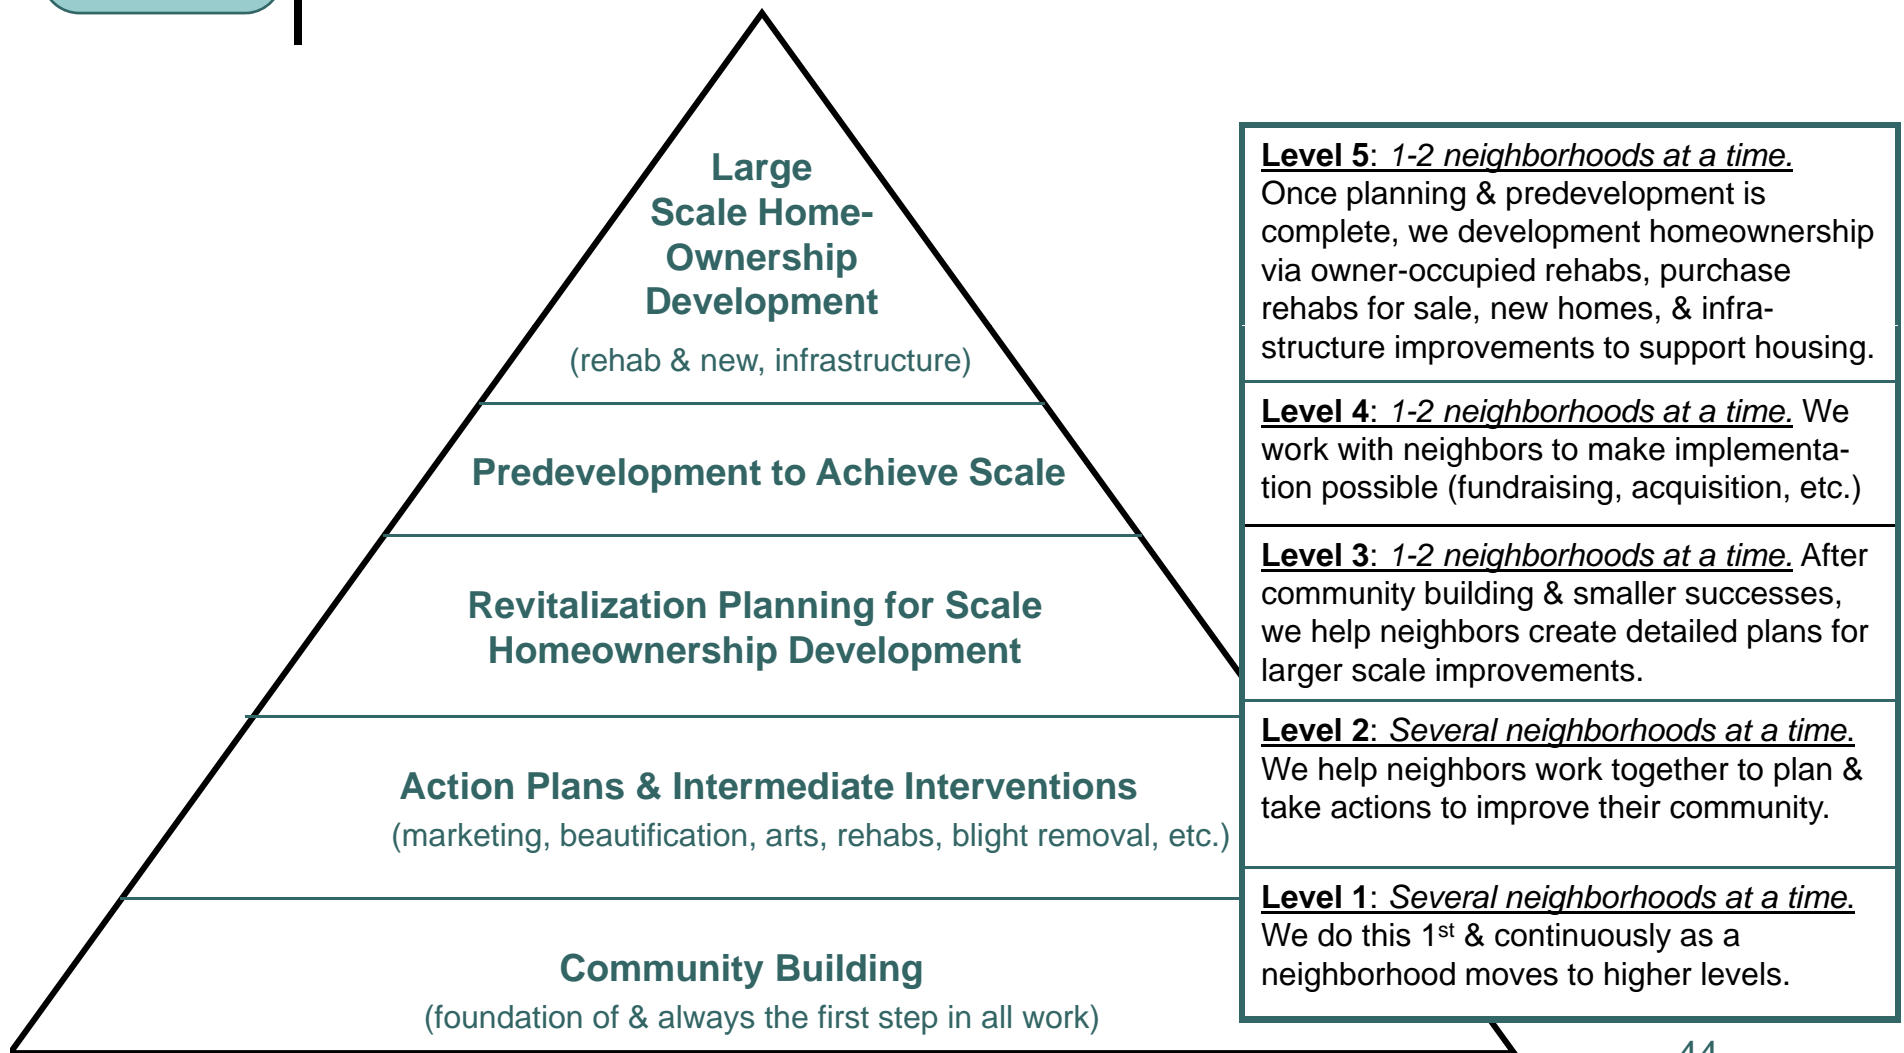 Large
Scale Home-
Ownership
Development
(rehab & new, infrastructure)
Predevelopment to Achieve Scale
Revitalization Planning for Scale
Homeownership Development
Action Plans & Intermediate Interventions
(marketing, beautification, arts, rehabs, blight removal, etc.)
Community Building
(foundation of & always the first step in all work)
Level 5: 1-2 neighborhoods at a time.
Once planning & predevelopment is
complete, we development homeownership
via owner-occupied rehabs, purchase
rehabs for sale, new homes, & infra-
structure improvements to support housing.
Level 4: 1-2 neighborhoods at a time. We
work with neighbors to make implementa-
tion possible (fundraising, acquisition, etc.)
Level 3: 1-2 neighborhoods at a time. After
community building & smaller successes,
we help neighbors create detailed plans for
larger scale improvements.
Level 2: Several neighborhoods at a time.
We help neighbors work together to plan &
take actions to improve their community.
Level 1: Several neighborhoods at a time.
We do this 1st & continuously as a
neighborhood moves to higher levels.
44